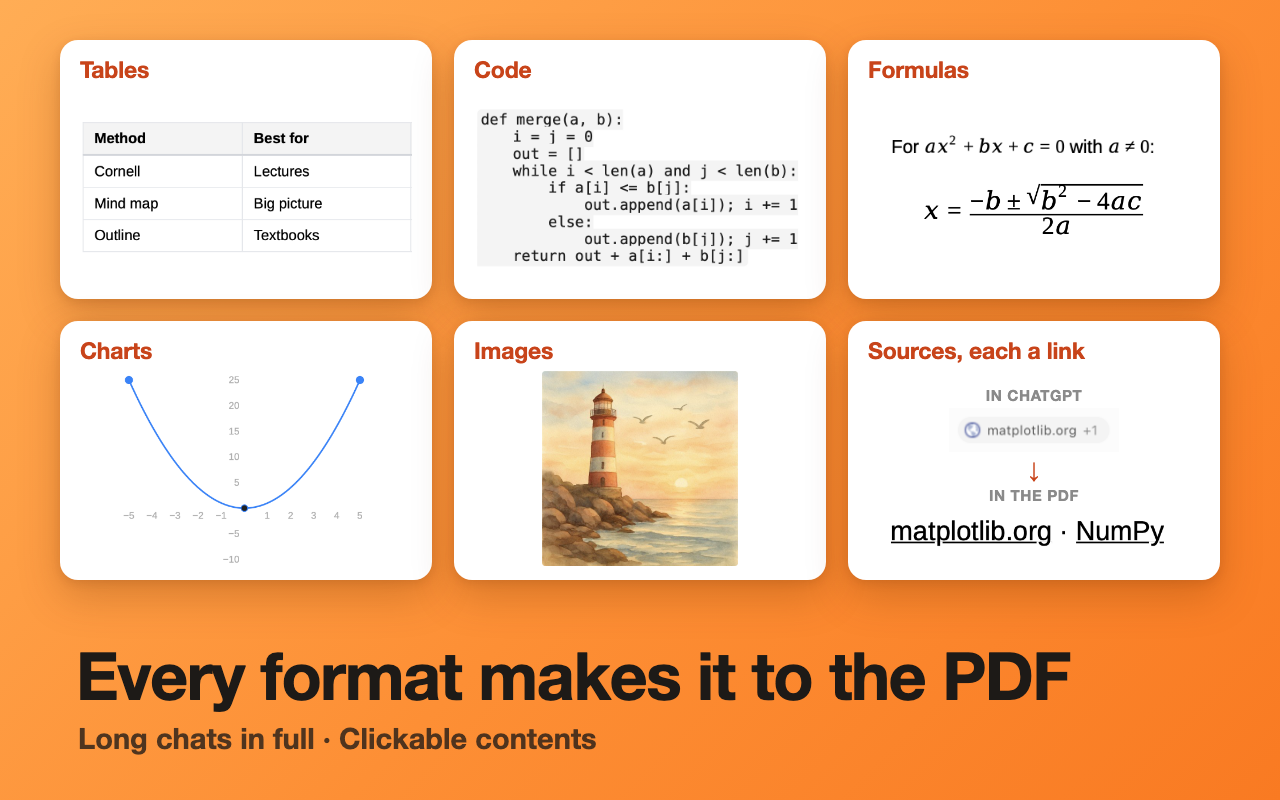 Tables
Method Best for
Cornell Lectures
Mind map Big picture
Outline Textbooks
Code
def merge(a, b):
    i = j = 0
    out = []
    while i < len(a) and j < len(b):
        if a[i] <= b[j]:
            out.append(a[i]); i += 1
        else:
            out.append(b[j]); j += 1
    return out + a[i:] + b[j:]
Formulas
For ax² + bx + c = 0 with a ≠ 0:
x = (−b ± √(b² − 4ac)) / 2a
Charts
25
20
15
10
5
−5 −4 −3 −2 −1 1 2 3 4 5
−5
−10
Images
Sources, each a link
IN CHATGPT
matplotlib.org +1
↓
IN THE PDF
matplotlib.org · NumPy
Every format makes it to the PDF
Long chats in full · Clickable contents